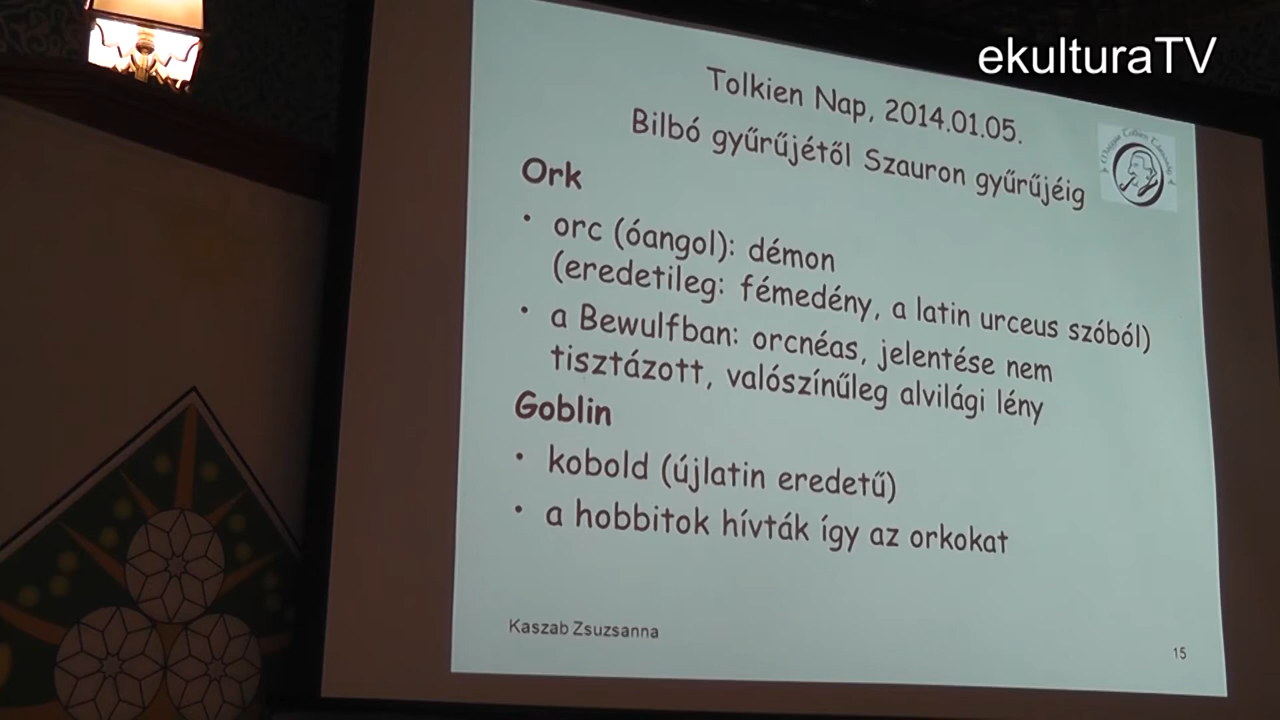 ekulturaTV
Tolkien Nap, 2014.01.05.
Bilbó gyűrűjétől Szauron gyűrűjéig
Ork
• orc (óangol): démon
(eredetileg: fémedény, a latin urceus szóból)
• a Bewulfban: orcnéas, jelentése nem
tisztázott, valószínűleg alvilági lény
Goblin
• kobold (újlatin eredetű)
• a hobbitok hívták így az orkokat
Kaszab Zsuzsanna
15